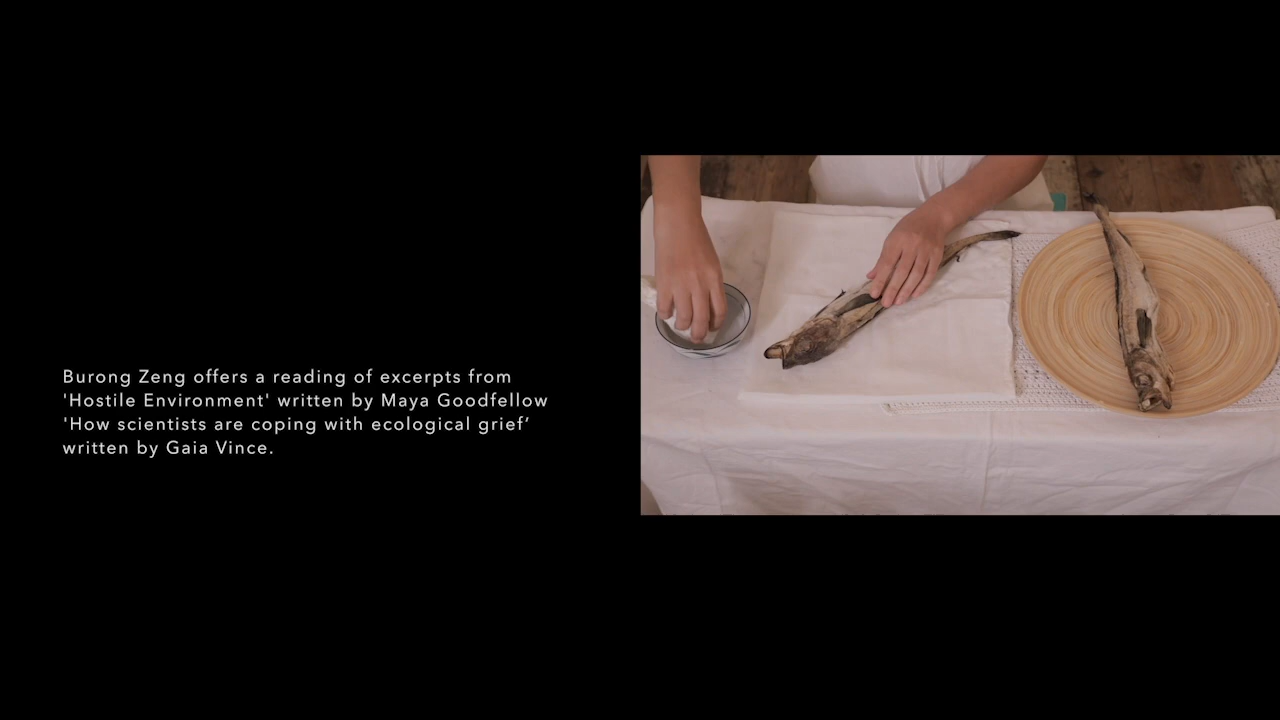 Burong Zeng offers a reading of excerpts from
'Hostile Environment' written by Maya Goodfellow
'How scientists are coping with ecological grief’
written by Gaia Vince.